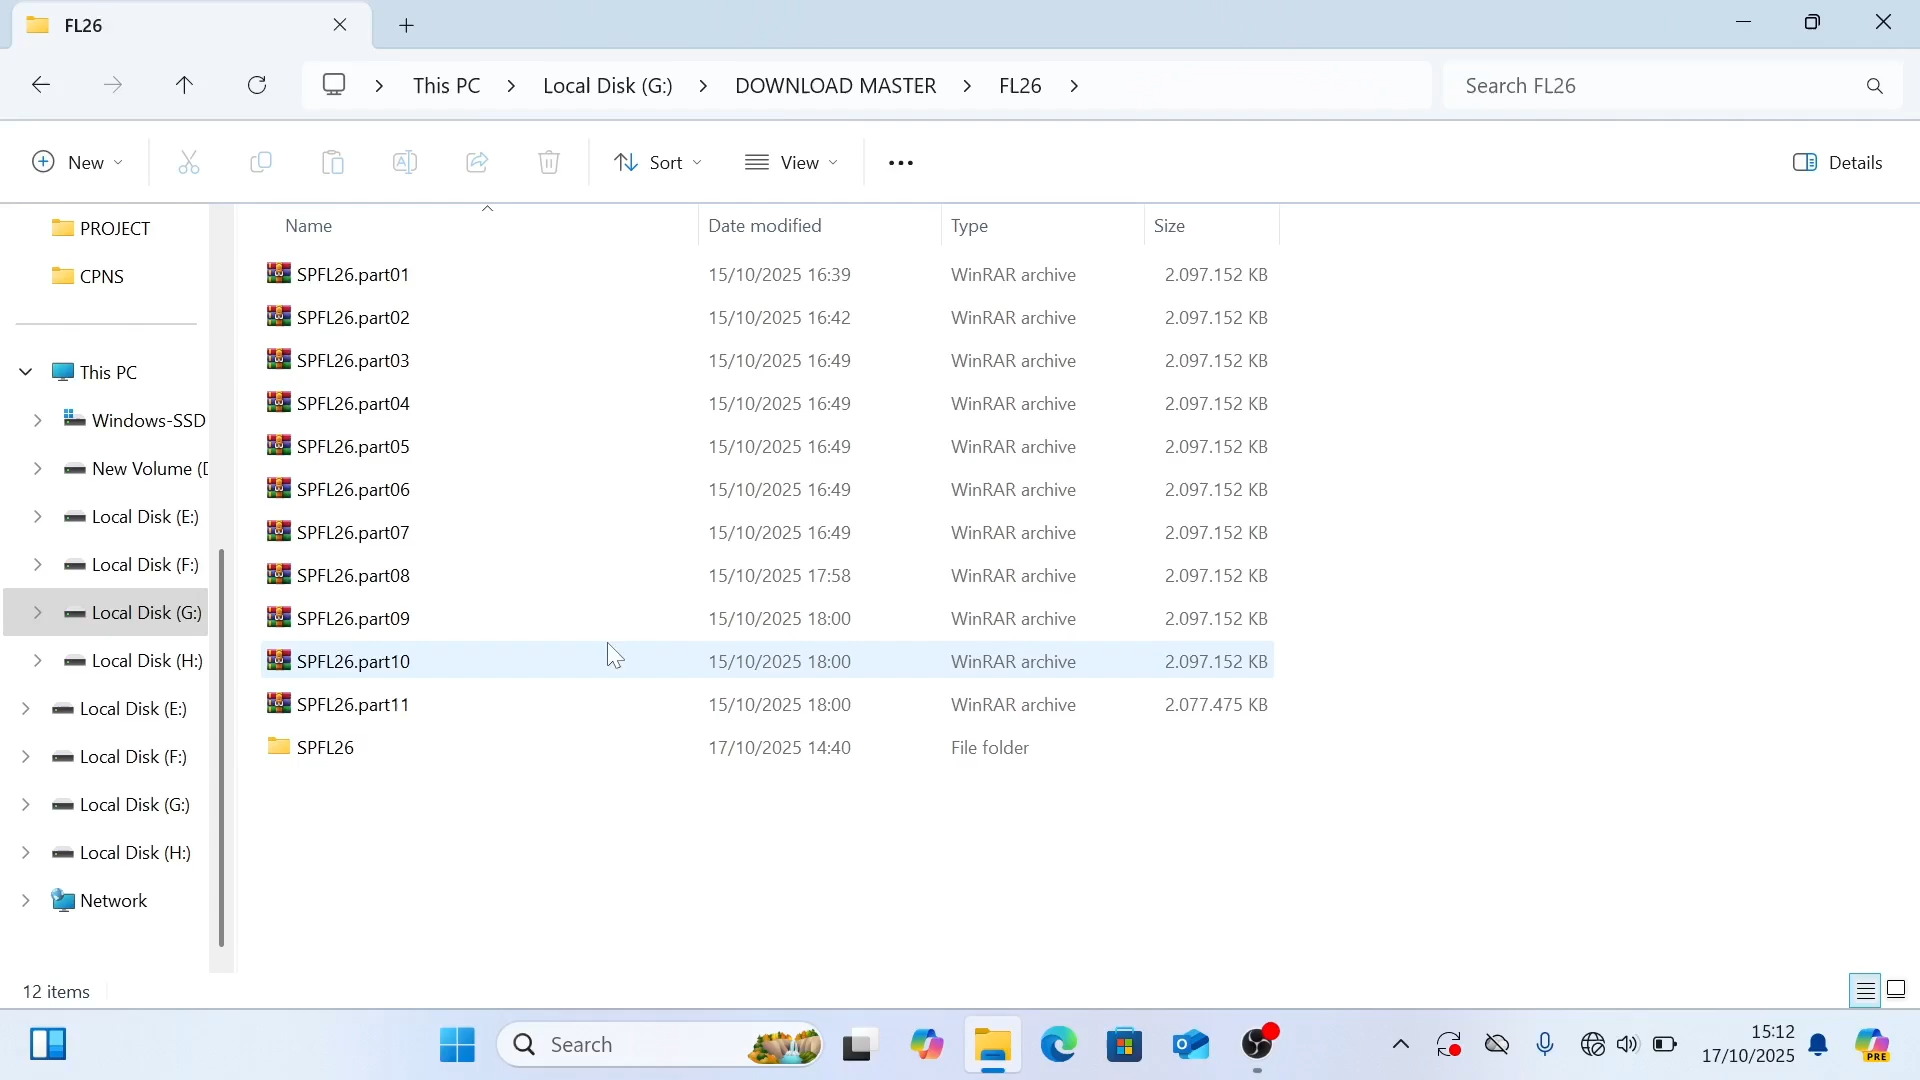 FL26
This PC > Local Disk (G:) > DOWNLOAD MASTER > FL26 >
Search FL26
New
Sort
View
Details
PROJECT
CPNS
This PC
Windows-SSD
New Volume (D
Local Disk (E:)
Local Disk (F:)
Local Disk (G:)
Local Disk (H:)
Local Disk (E:)
Local Disk (F:)
Local Disk (G:)
Local Disk (H:)
Network
Name Date modified Type Size
SPFL26.part01 15/10/2025 16:39 WinRAR archive 2.097.152 KB
SPFL26.part02 15/10/2025 16:42 WinRAR archive 2.097.152 KB
SPFL26.part03 15/10/2025 16:49 WinRAR archive 2.097.152 KB
SPFL26.part04 15/10/2025 16:49 WinRAR archive 2.097.152 KB
SPFL26.part05 15/10/2025 16:49 WinRAR archive 2.097.152 KB
SPFL26.part06 15/10/2025 16:49 WinRAR archive 2.097.152 KB
SPFL26.part07 15/10/2025 16:49 WinRAR archive 2.097.152 KB
SPFL26.part08 15/10/2025 17:58 WinRAR archive 2.097.152 KB
SPFL26.part09 15/10/2025 18:00 WinRAR archive 2.097.152 KB
SPFL26.part10 15/10/2025 18:00 WinRAR archive 2.097.152 KB
SPFL26.part11 15/10/2025 18:00 WinRAR archive 2.077.475 KB
SPFL26 17/10/2025 14:40 File folder
12 items
Search
15:12
17/10/2025
PRE